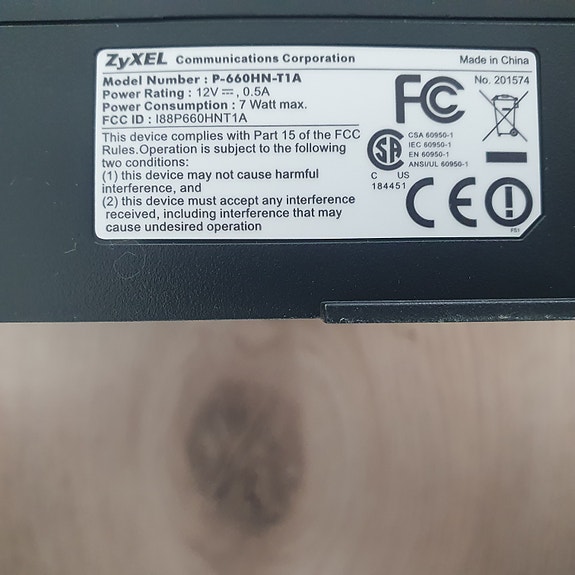 ZyXEL Communications Corporation Made in China
Model Number : P-660HN-T1A
Power Rating : 12V ⎓, 0.5A
Power Consumption : 7 Watt max.
FCC ID : I88P660HNT1A
This device complies with Part 15 of the FCC
Rules.Operation is subject to the following
two conditions:
(1) this device may not cause harmful
interference, and
(2) this device must accept any interference
received, including interference that may
cause undesired operation
FC
No. 201574
SA
C US
184451
CSA 60950-1
IEC 60950-1
EN 60950-1
ANSI/UL 60950-1
CE